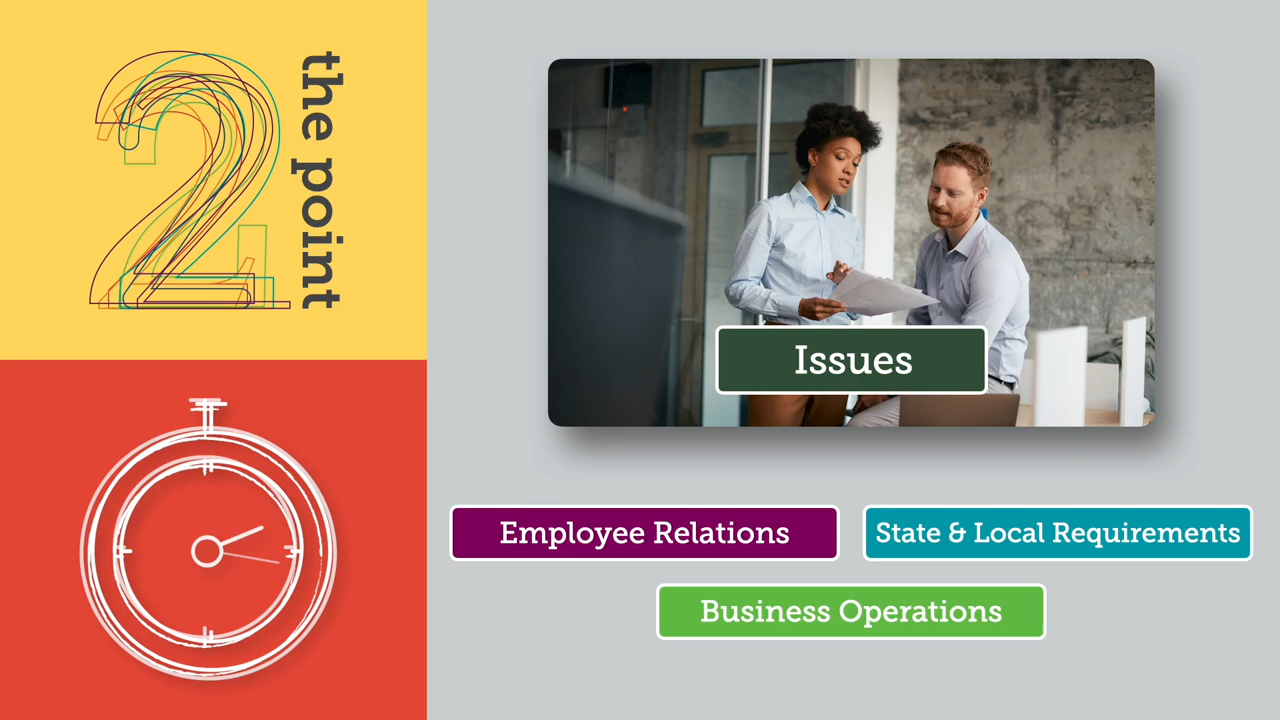 2
the point
Issues
Employee Relations
State & Local Requirements
Business Operations